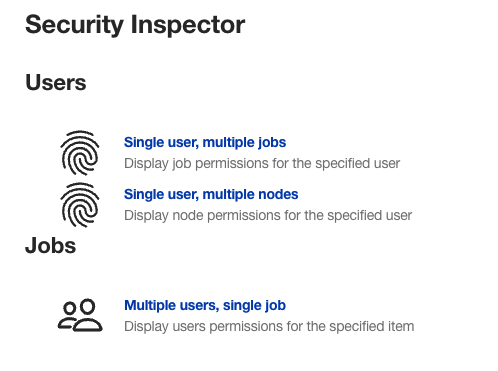 Security Inspector
Users
Single user, multiple jobs
Display job permissions for the specified user
Single user, multiple nodes
Display node permissions for the specified user
Jobs
Multiple users, single job
Display users permissions for the specified item